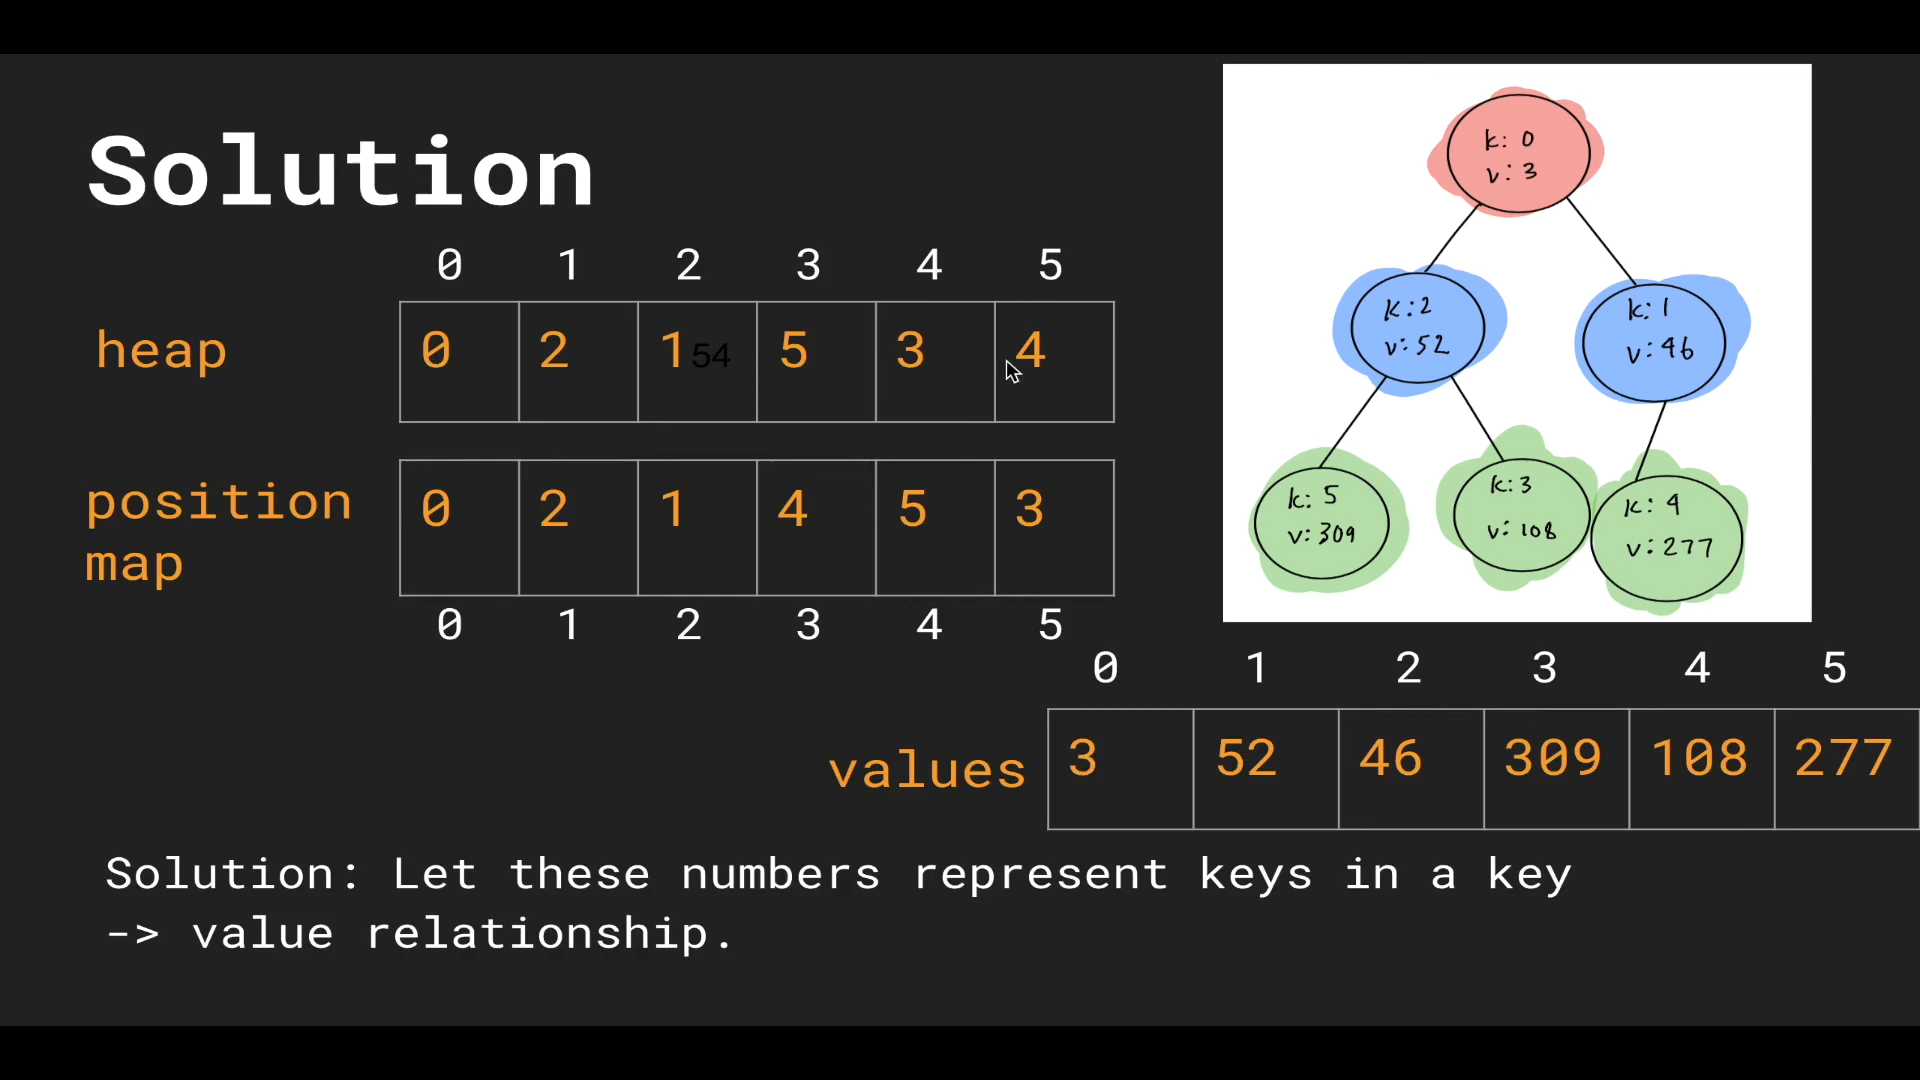 Solution
0 1 2 3 4 5
heap 0 2 1 54 5 3 4
position
map
0 2 1 4 5 3
0 1 2 3 4 5
k: 0
v: 3
k: 2
v: 52
k: 1
v: 46
k: 5
v: 309
k: 3
v: 108
k: 4
v: 277
0 1 2 3 4 5
values 3 52 46 309 108 277
Solution: Let these numbers represent keys in a key
-> value relationship.